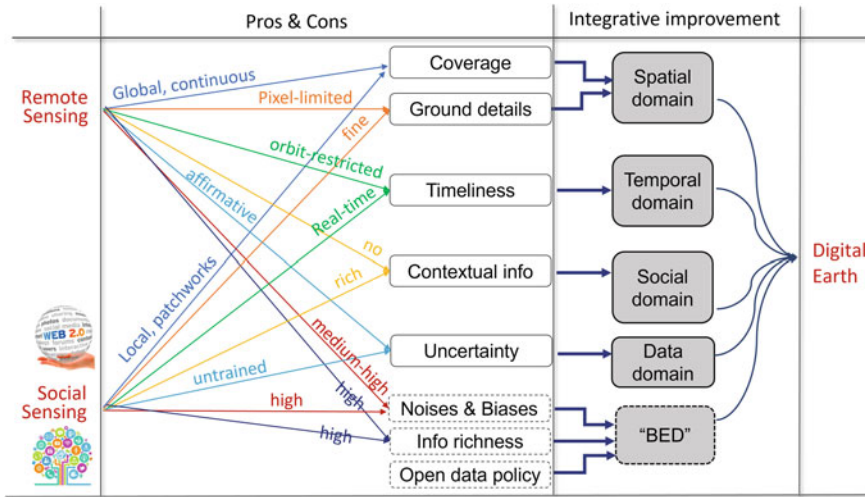 Pros & Cons
Integrative improvement
Remote
Sensing
Global, continuous
Pixel-limited
fine
orbit-restricted
affirmative
Real-time
no
rich
Local, patchworks
medium-high
untrained
high
high
high
WEB 2.0
Social
Sensing
Coverage
Ground details
Timeliness
Contextual info
Uncertainty
Noises & Biases
Info richness
Open data policy
Spatial
domain
Temporal
domain
Social
domain
Data
domain
“BED”
Digital
Earth